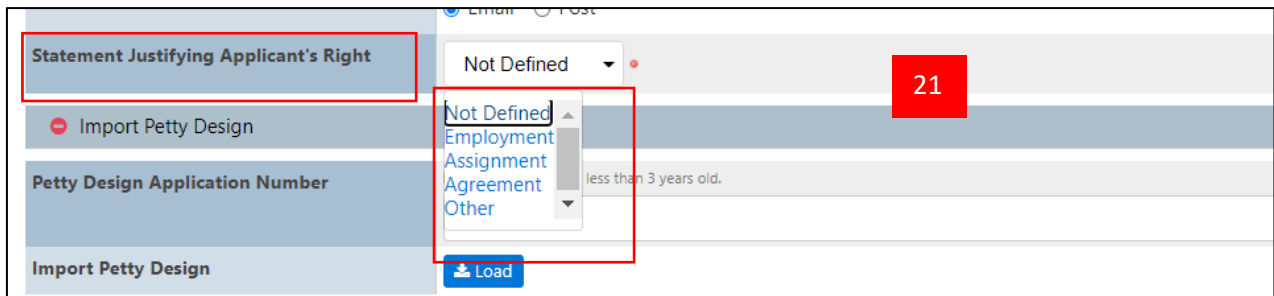 Email Post
Statement Justifying Applicant's Right
Not Defined
21
Not Defined
Employment
Assignment
Agreement
Other
Import Petty Design
Petty Design Application Number
less than 3 years old.
Import Petty Design
Load